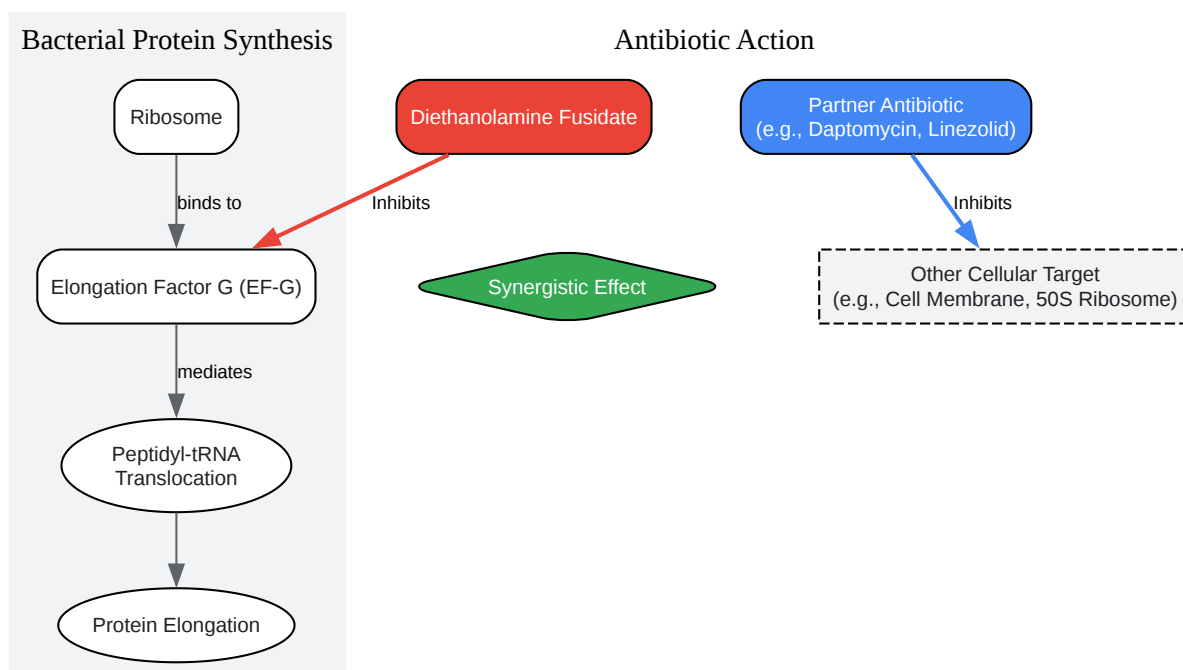 Bacterial Protein Synthesis
Antibiotic Action
Ribosome
Diethanolamine Fusidate
Partner Antibiotic
(e.g., Daptomycin, Linezolid)
binds to
Inhibits
Inhibits
Elongation Factor G (EF-G)
Synergistic Effect
Other Cellular Target
(e.g., Cell Membrane, 50S Ribosome)
mediates
Peptidyl-tRNA
Translocation
Protein Elongation